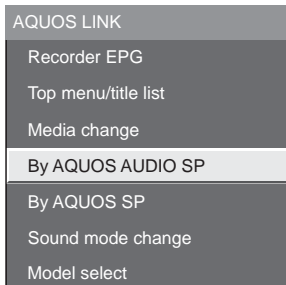 AQUOS LINK
Recorder EPG
Top menu/title list
Media change
By AQUOS AUDIO SP
By AQUOS SP
Sound mode change
Model select